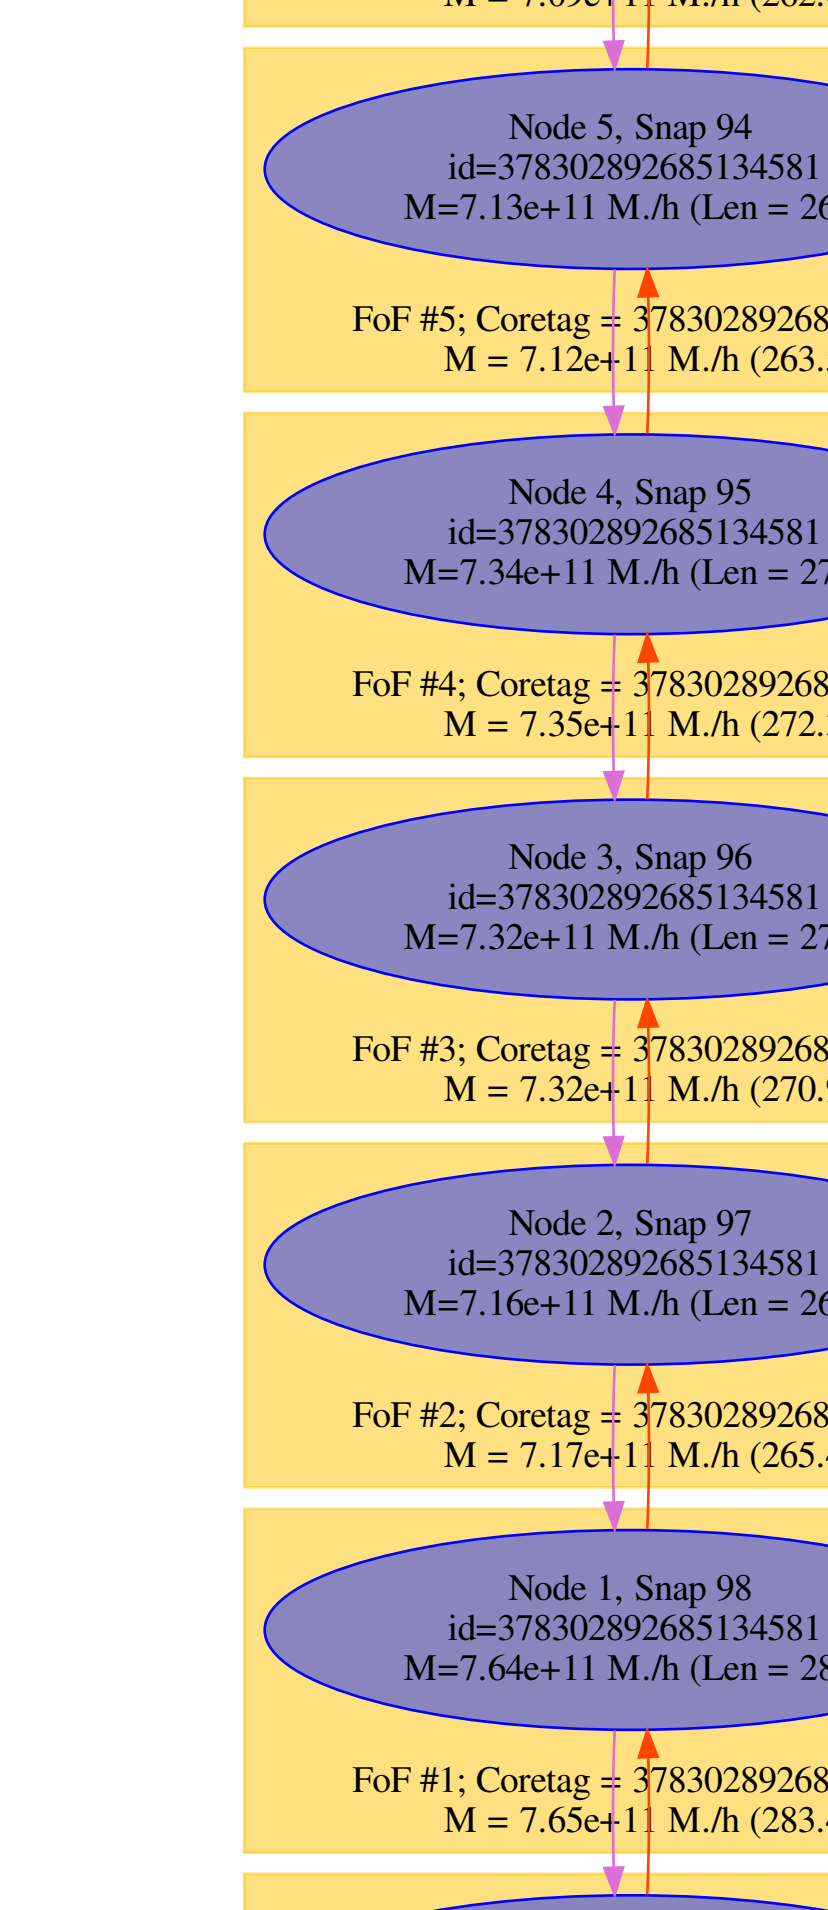 Node 5, Snap 94
id=378302892685134581
M=7.13e+11 M./h (Len = 26
FoF #5; Coretag = 37830289268
M = 7.12e+11 M./h (263.
Node 4, Snap 95
id=378302892685134581
M=7.34e+11 M./h (Len = 27
FoF #4; Coretag = 37830289268
M = 7.35e+11 M./h (272.
Node 3, Snap 96
id=378302892685134581
M=7.32e+11 M./h (Len = 27
FoF #3; Coretag = 37830289268
M = 7.32e+11 M./h (270.9
Node 2, Snap 97
id=378302892685134581
M=7.16e+11 M./h (Len = 26
FoF #2; Coretag = 37830289268
M = 7.17e+11 M./h (265.4
Node 1, Snap 98
id=378302892685134581
M=7.64e+11 M./h (Len = 28
FoF #1; Coretag = 37830289268
M = 7.65e+11 M./h (283.4